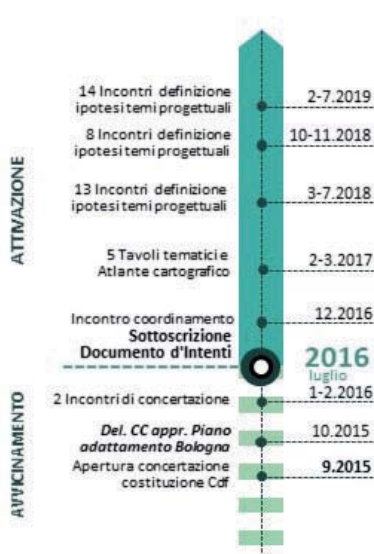 14 Incontri definizione
ipotesi temi progettuali
2-7.2019
8 Incontri definizione
ipotesi temi progettuali
10-11.2018
13 Incontri definizione
ipotesi temi progettuali
3-7.2018
5 Tavoli tematici e
Atlante cartografico
2-3.2017
Incontro coordinamento
12.2016
Sottoscrizione
Documento d'Intenti
2016
luglio
ATTIVAZIONE
2 Incontri di concertazione
1-2.2016
Del. CC appr. Piano
adattamento Bologna
10.2015
Apertura concertazione
costituzione Cdf
9.2015
AVVICINAMENTO